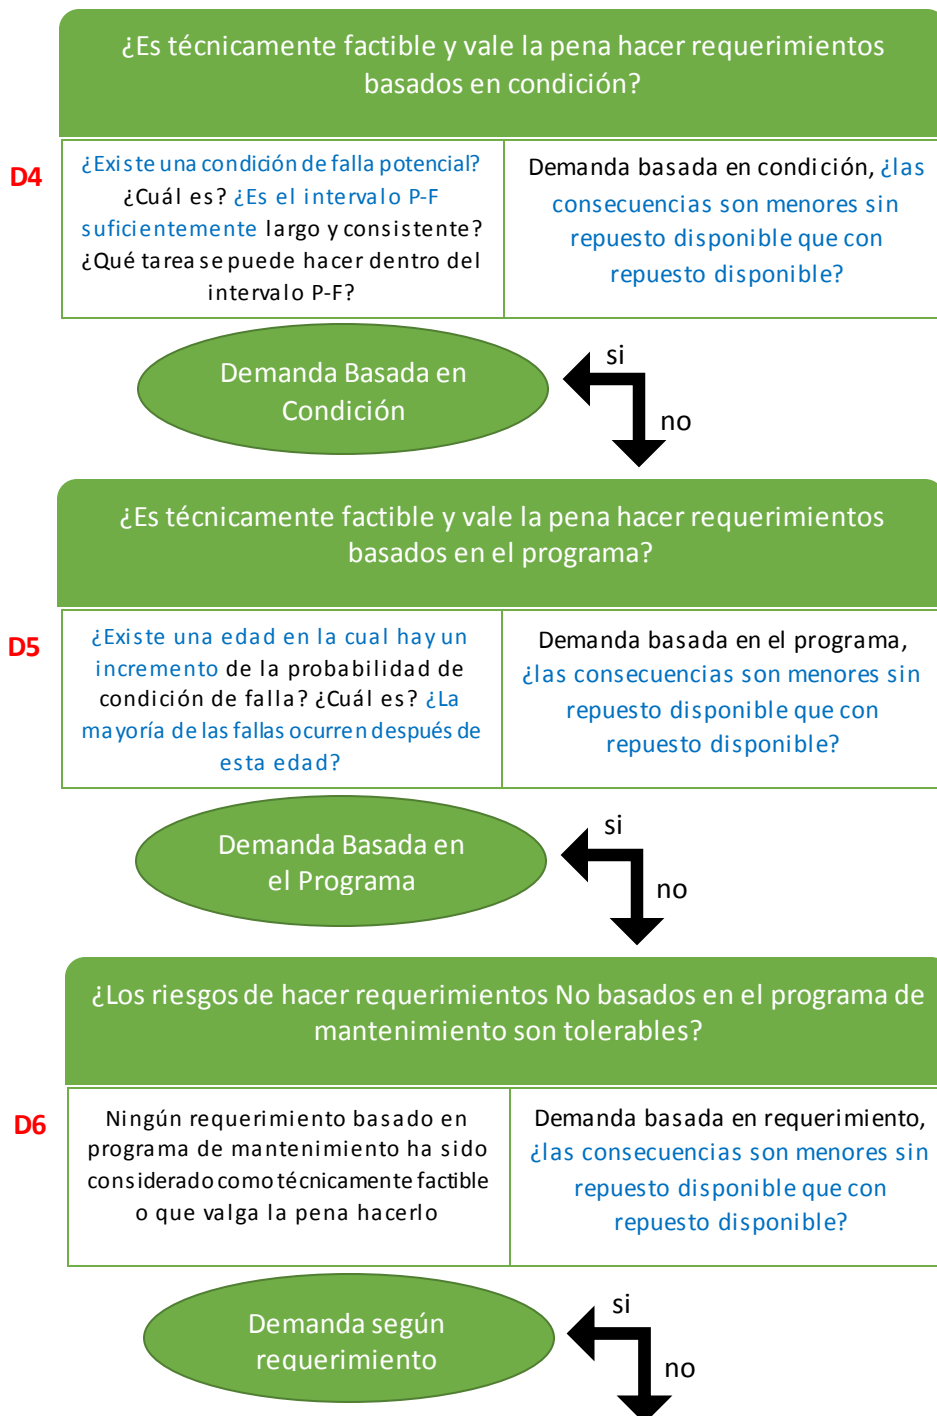 ¿Es técnicamente factible y vale la pena hacer requerimientos
basados en condición?
D4
¿Existe una condición de falla potencial?
¿Cuál es? ¿Es el intervalo P-F
suficientemente largo y consistente?
¿Qué tarea se puede hacer dentro del
intervalo P-F?
Demanda basada en condición, ¿las
consecuencias son menores sin
repuesto disponible que con
repuesto disponible?
Demanda Basada en
Condición
si
no
¿Es técnicamente factible y vale la pena hacer requerimientos
basados en el programa?
D5
¿Existe una edad en la cual hay un
incremento de la probabilidad de
condición de falla? ¿Cuál es? ¿La
mayoría de las fallas ocurren después de
esta edad?
Demanda basada en el programa,
¿las consecuencias son menores sin
repuesto disponible que con
repuesto disponible?
Demanda Basada en
el Programa
si
no
¿Los riesgos de hacer requerimientos No basados en el programa de
mantenimiento son tolerables?
D6
Ningún requerimiento basado en
programa de mantenimiento ha sido
considerado como técnicamente factible
o que valga la pena hacerlo
Demanda basada en requerimiento,
¿las consecuencias son menores sin
repuesto disponible que con
repuesto disponible?
Demanda según
requerimiento
si
no